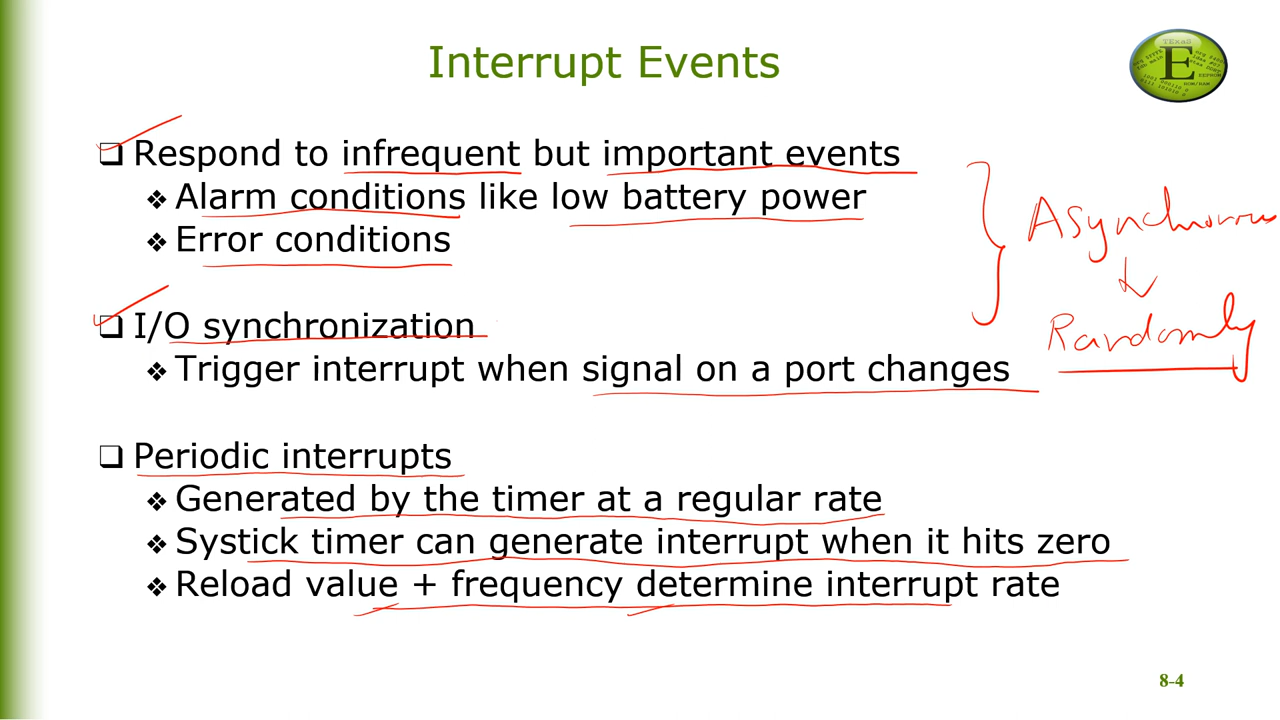 Interrupt Events
TExaS
E
Respond to infrequent but important events
Alarm conditions like low battery power
Error conditions
Asynchronous
Randomly
I/O synchronization
Trigger interrupt when signal on a port changes
Periodic interrupts
Generated by the timer at a regular rate
Systick timer can generate interrupt when it hits zero
Reload value + frequency determine interrupt rate
8-4